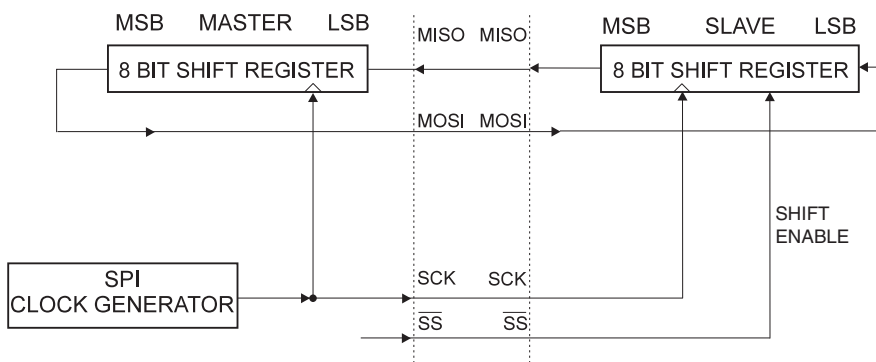 MSB MASTER LSB
MISO MISO
MSB SLAVE LSB
8 BIT SHIFT REGISTER
8 BIT SHIFT REGISTER
MOSI MOSI
SHIFT
ENABLE
SPI
CLOCK GENERATOR
SCK SCK
SS SS